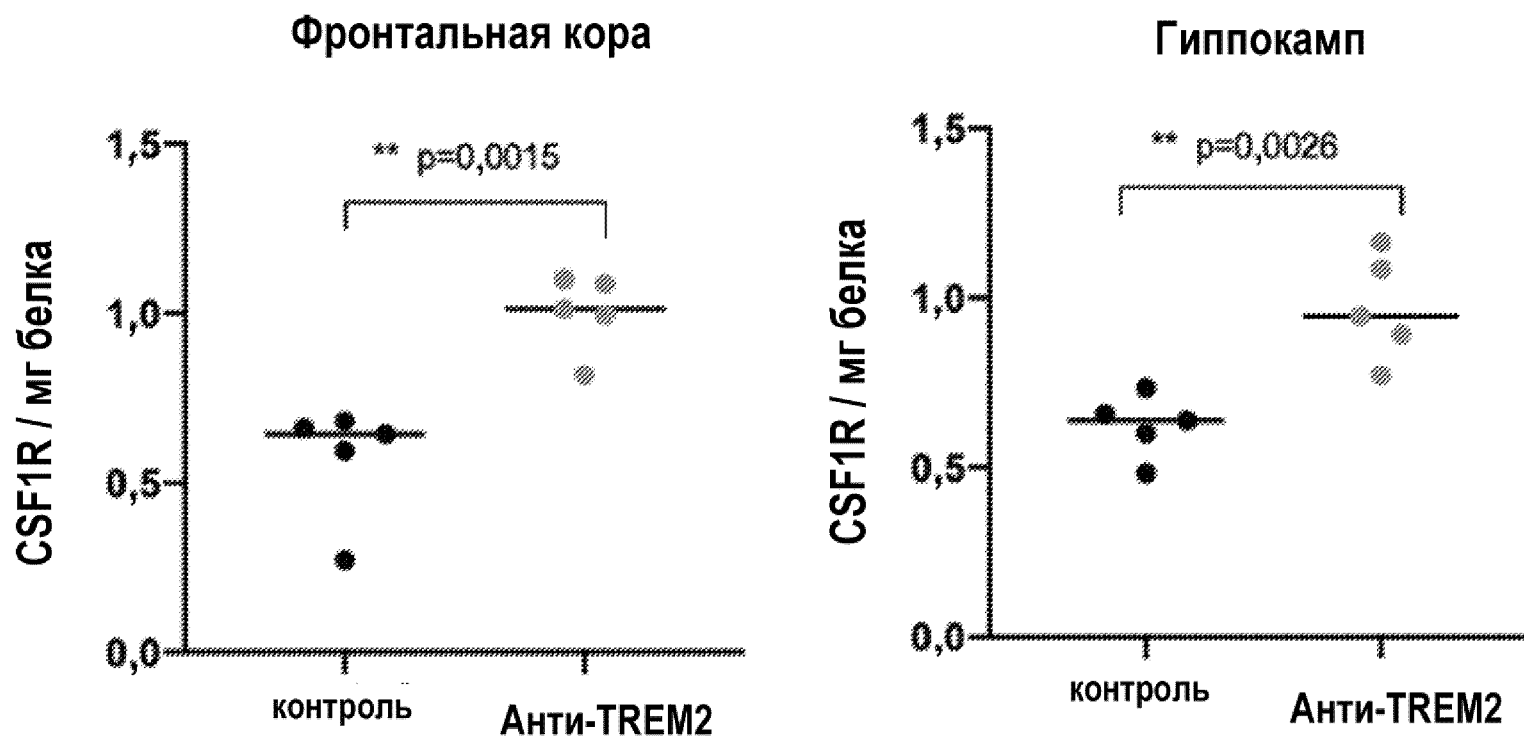 Фронтальная кора
CSF1R / мг белка
1,5
1,0
0,5
0,0
** p=0,0015
контроль
Анти-TREM2
Гиппокамп
CSF1R / мг белка
1,5
1,0
0,5
0,0
** p=0,0026
контроль
Анти-TREM2